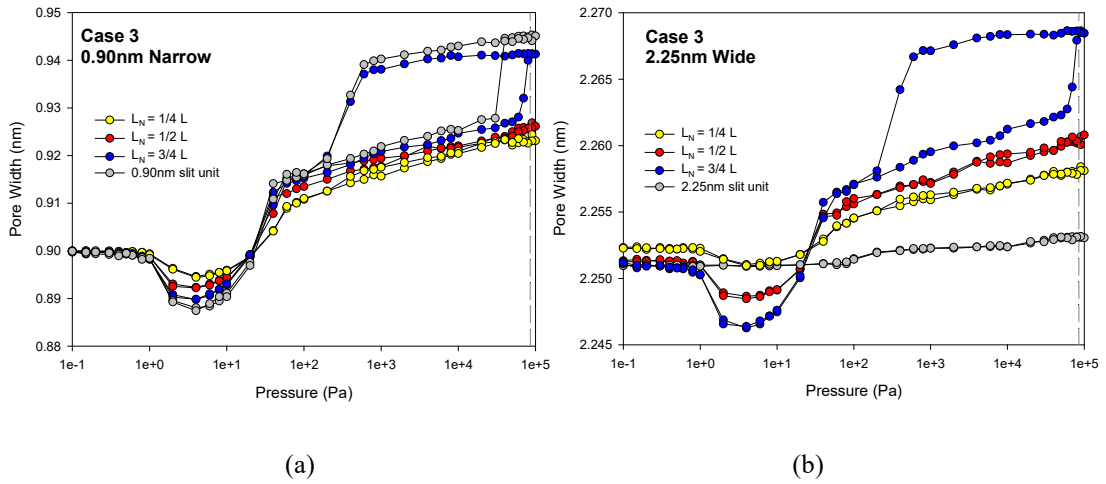 Case 3
0.90nm Narrow
L_N = 1/4 L
L_N = 1/2 L
L_N = 3/4 L
0.90nm slit unit
Pore Width (nm)
0.95
0.94
0.93
0.92
0.91
0.90
0.89
0.88
1e-1 1e+0 1e+1 1e+2 1e+3 1e+4 1e+5
Pressure (Pa)
(a)
Case 3
2.25nm Wide
L_N = 1/4 L
L_N = 1/2 L
L_N = 3/4 L
2.25nm slit unit
Pore Width (nm)
2.270
2.265
2.260
2.255
2.250
2.245
1e-1 1e+0 1e+1 1e+2 1e+3 1e+4 1e+5
Pressure (Pa)
(b)